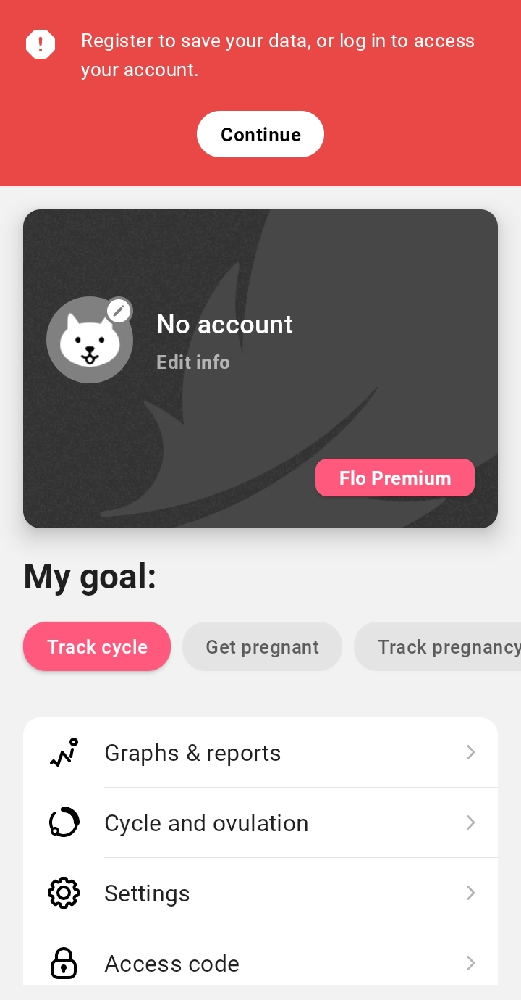 Register to save your data, or log in to access
your account.
Continue
No account
Edit info
Flo Premium
My goal:
Track cycle
Get pregnant
Track pregnancy
Graphs & reports
Cycle and ovulation
Settings
Access code